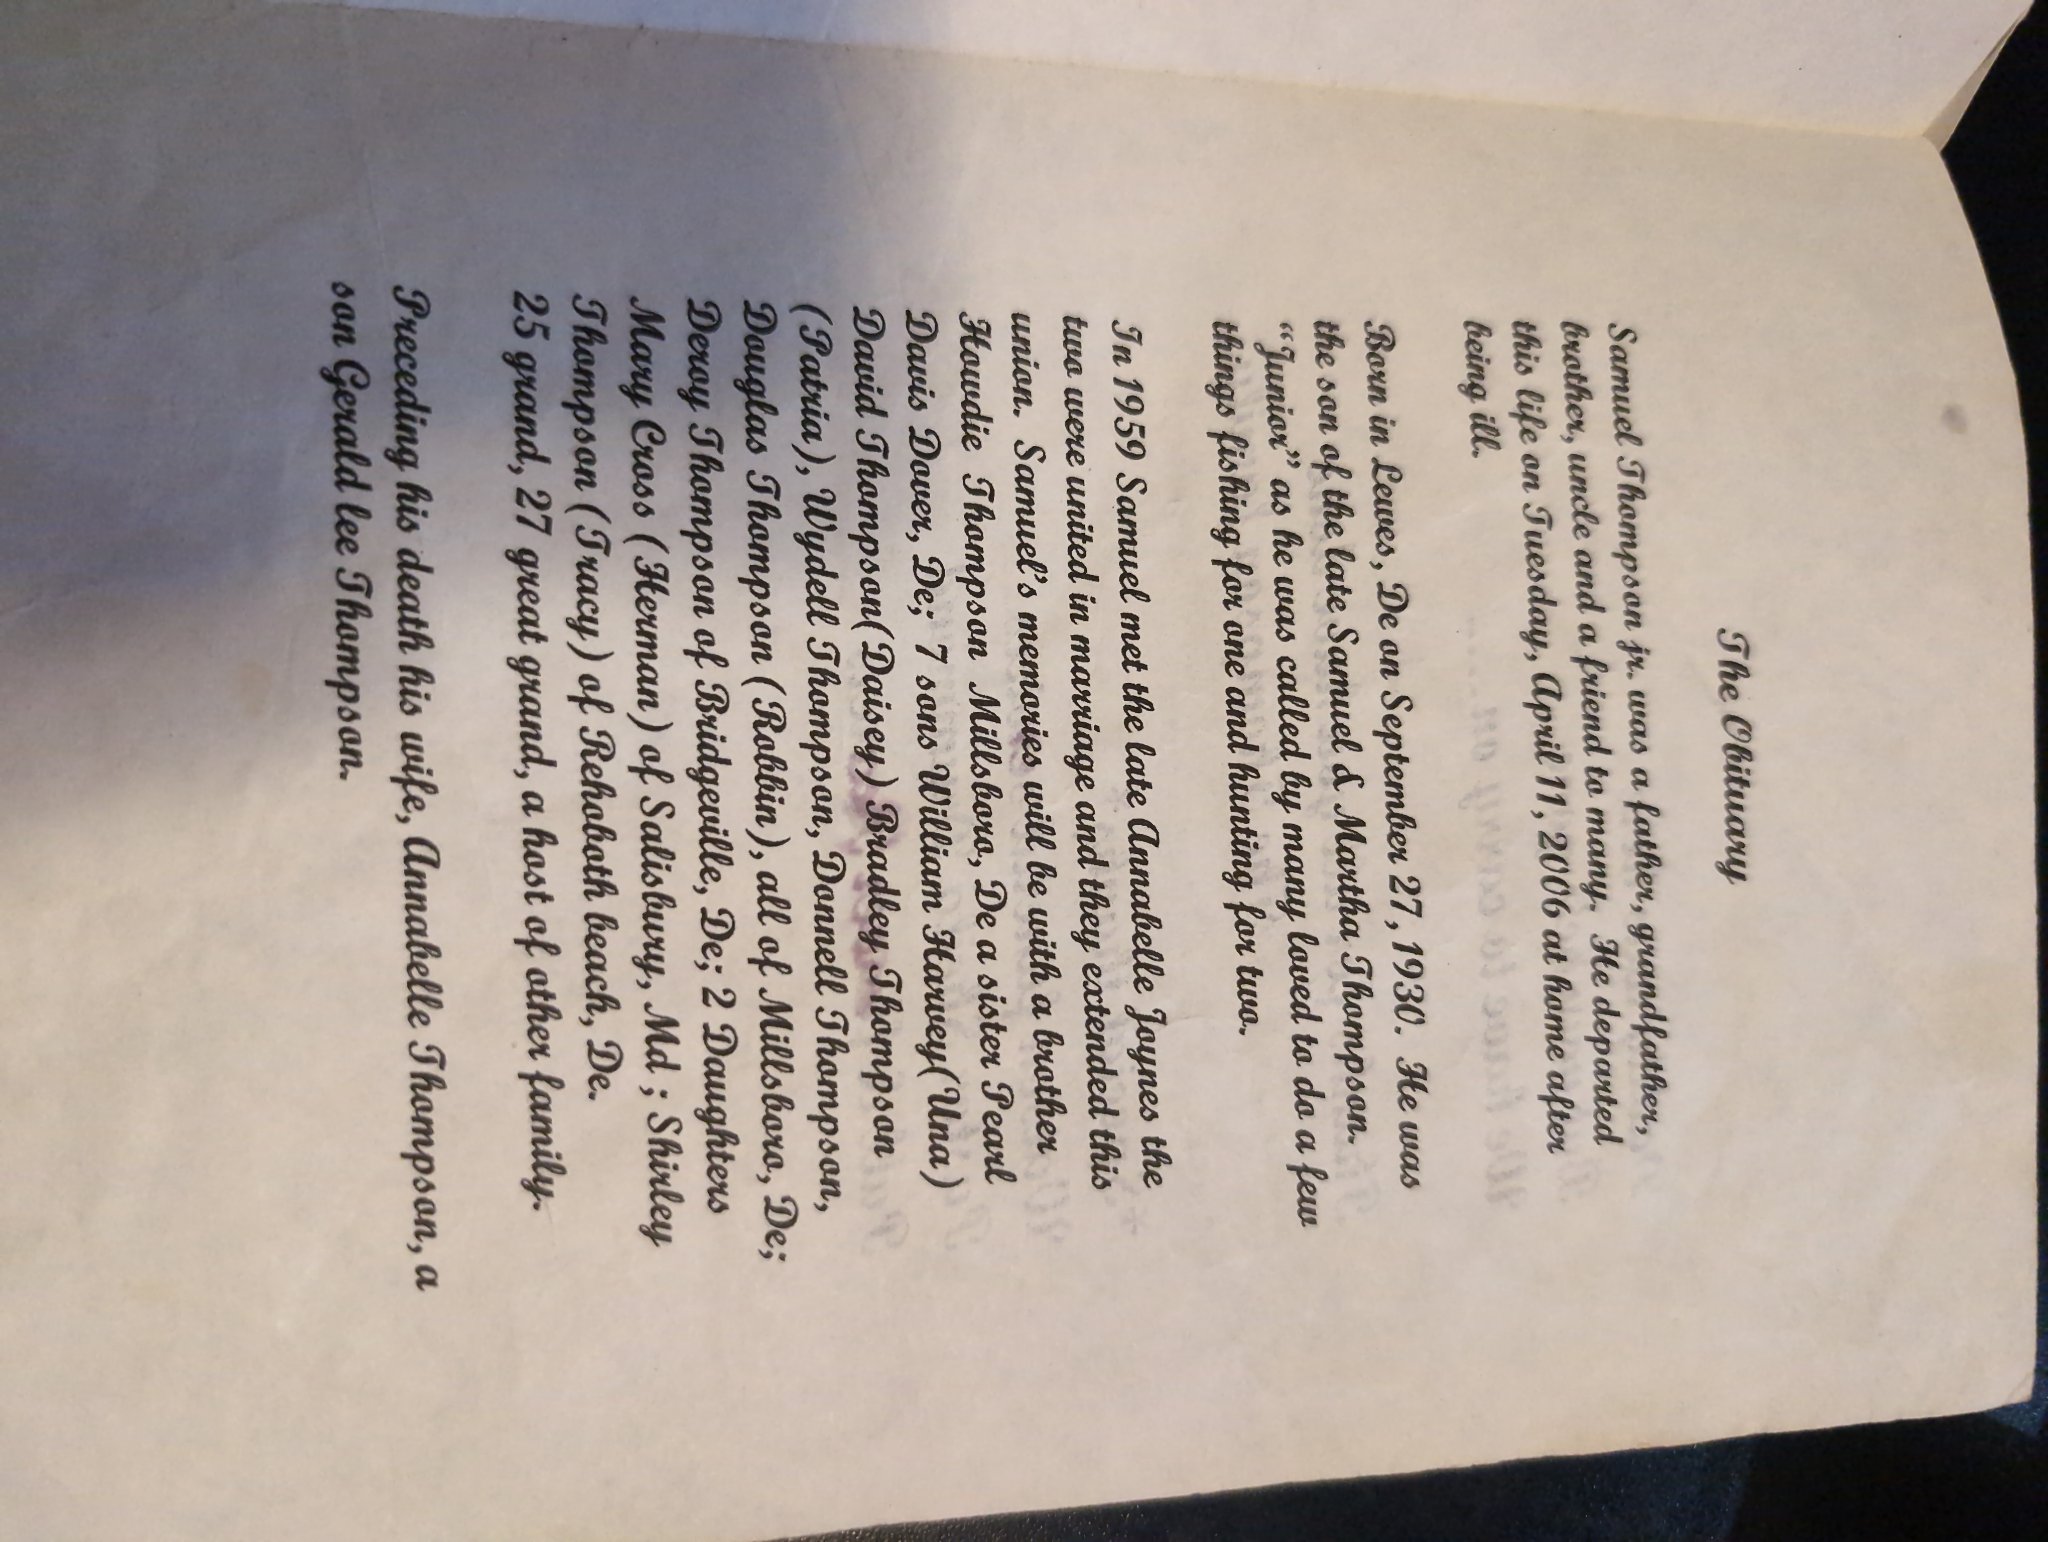 The Obituary
Samuel Thompson jr. was a father, grandfather,
brother, uncle and a friend to many. He departed
this life on Tuesday, April 11, 2006 at home after
being ill.
Born in Lewes, De on September 27, 1930. He was
the son of the late Samuel & Martha Thompson.
“Junior” as he was called by many loved to do a few
things fishing for one and hunting for two.
In 1959 Samuel met the late Annabelle Joynes the
two were united in marriage and they extended this
union. Samuel's memories will be with a brother
Howdie Thompson Millsboro, De a sister Pearl
Davis Dover, De; 7 sons William Harvey(Una)
David Thompson(Daisey) Bradley Thompson
(Patria), Wydell Thompson, Donnell Thompson,
Douglas Thompson (Robbin), all of Millsboro, De;
Deroy Thompson of Bridgeville, De; 2 Daughters
Mary Cross (Herman) of Salisbury, Md ; Shirley
Thompson (Tracy) of Rehoboth beach, De.
25 grand, 27 great grand, a host of other family.
Preceding his death his wife, Annabelle Thompson, a
son Gerald lee Thompson.